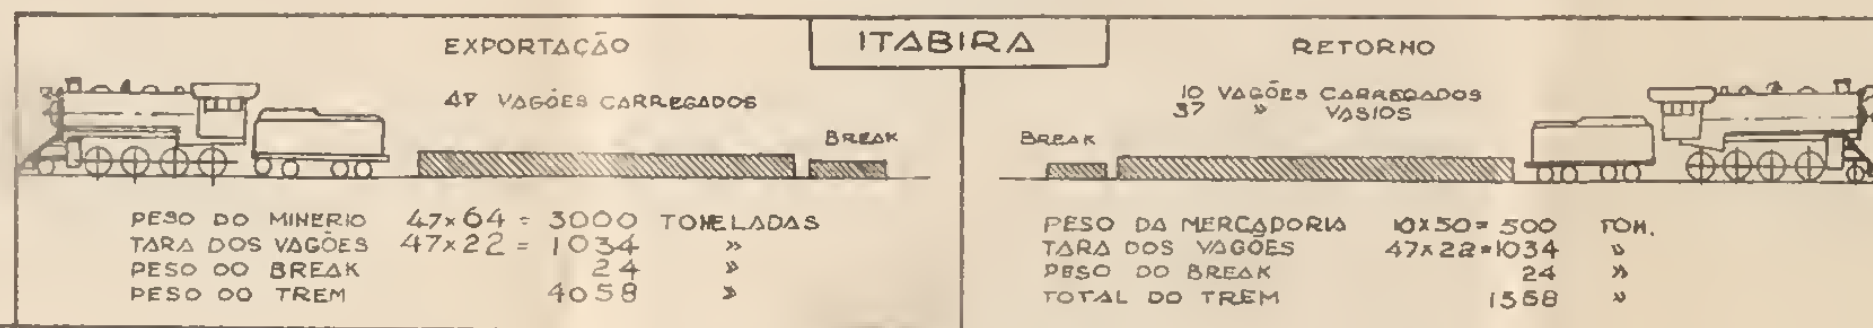 ITABIRA
EXPORTAÇÃO
47 VAGÕES CARREGADOS
BREAK
PESO DO MINERIO 47x64 = 3000 TONELADAS
TARA DOS VAGÕES 47x22 = 1034 »
PESO DO BREAK 24 »
PESO DO TREM 4058 »
RETORNO
10 VAGÕES CARREGADOS
37 » VASIOS
BREAK
PESO DA MERCADORIA 10x50 = 500 TON.
TARA DOS VAGÕES 47x22=1034 »
PESO DO BREAK 24 »
TOTAL DO TREM 1558 »